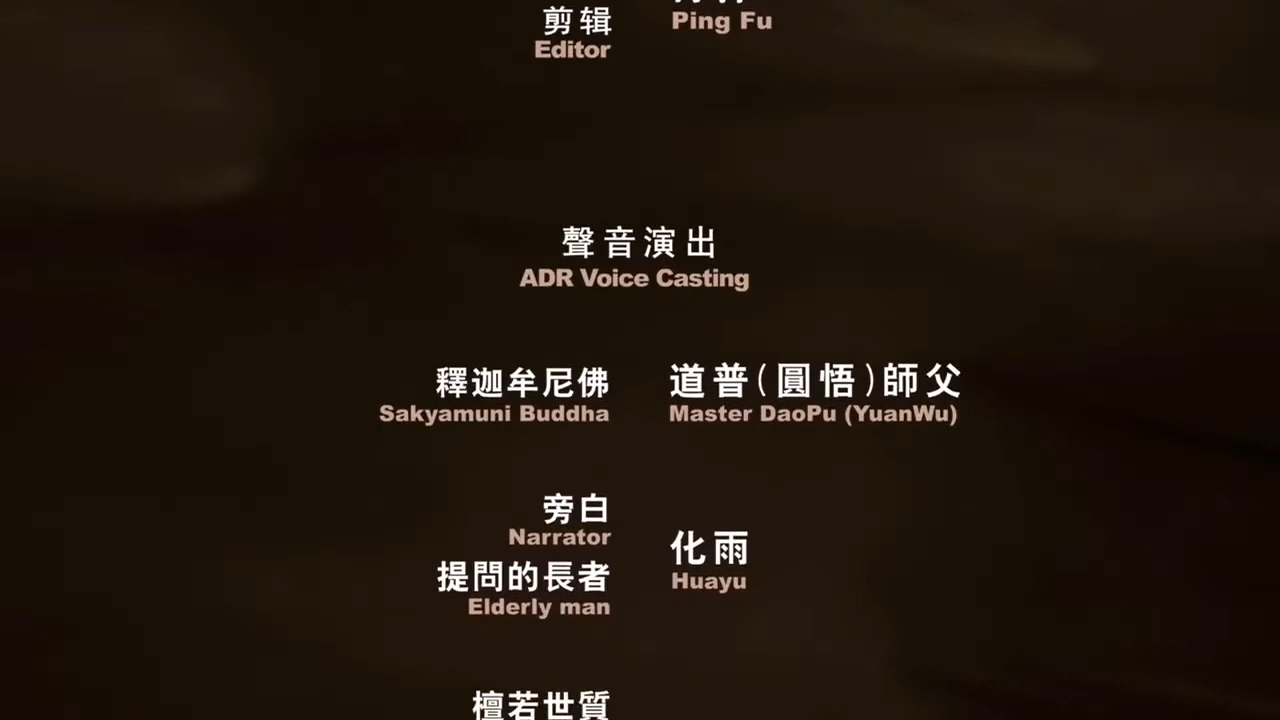 剪辑
Editor
Ping Fu
聲音演出
ADR Voice Casting
釋迦牟尼佛
Sakyamuni Buddha
道普(圓悟)師父
Master DaoPu (YuanWu)
旁白
Narrator
提問的長者
Elderly man
化雨
Huayu
檀若世質